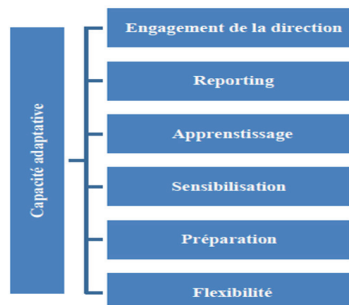 Capacité adaptative
Engagement de la direction
Reporting
Apprenstissage
Sensibilisation
Préparation
Flexibilité